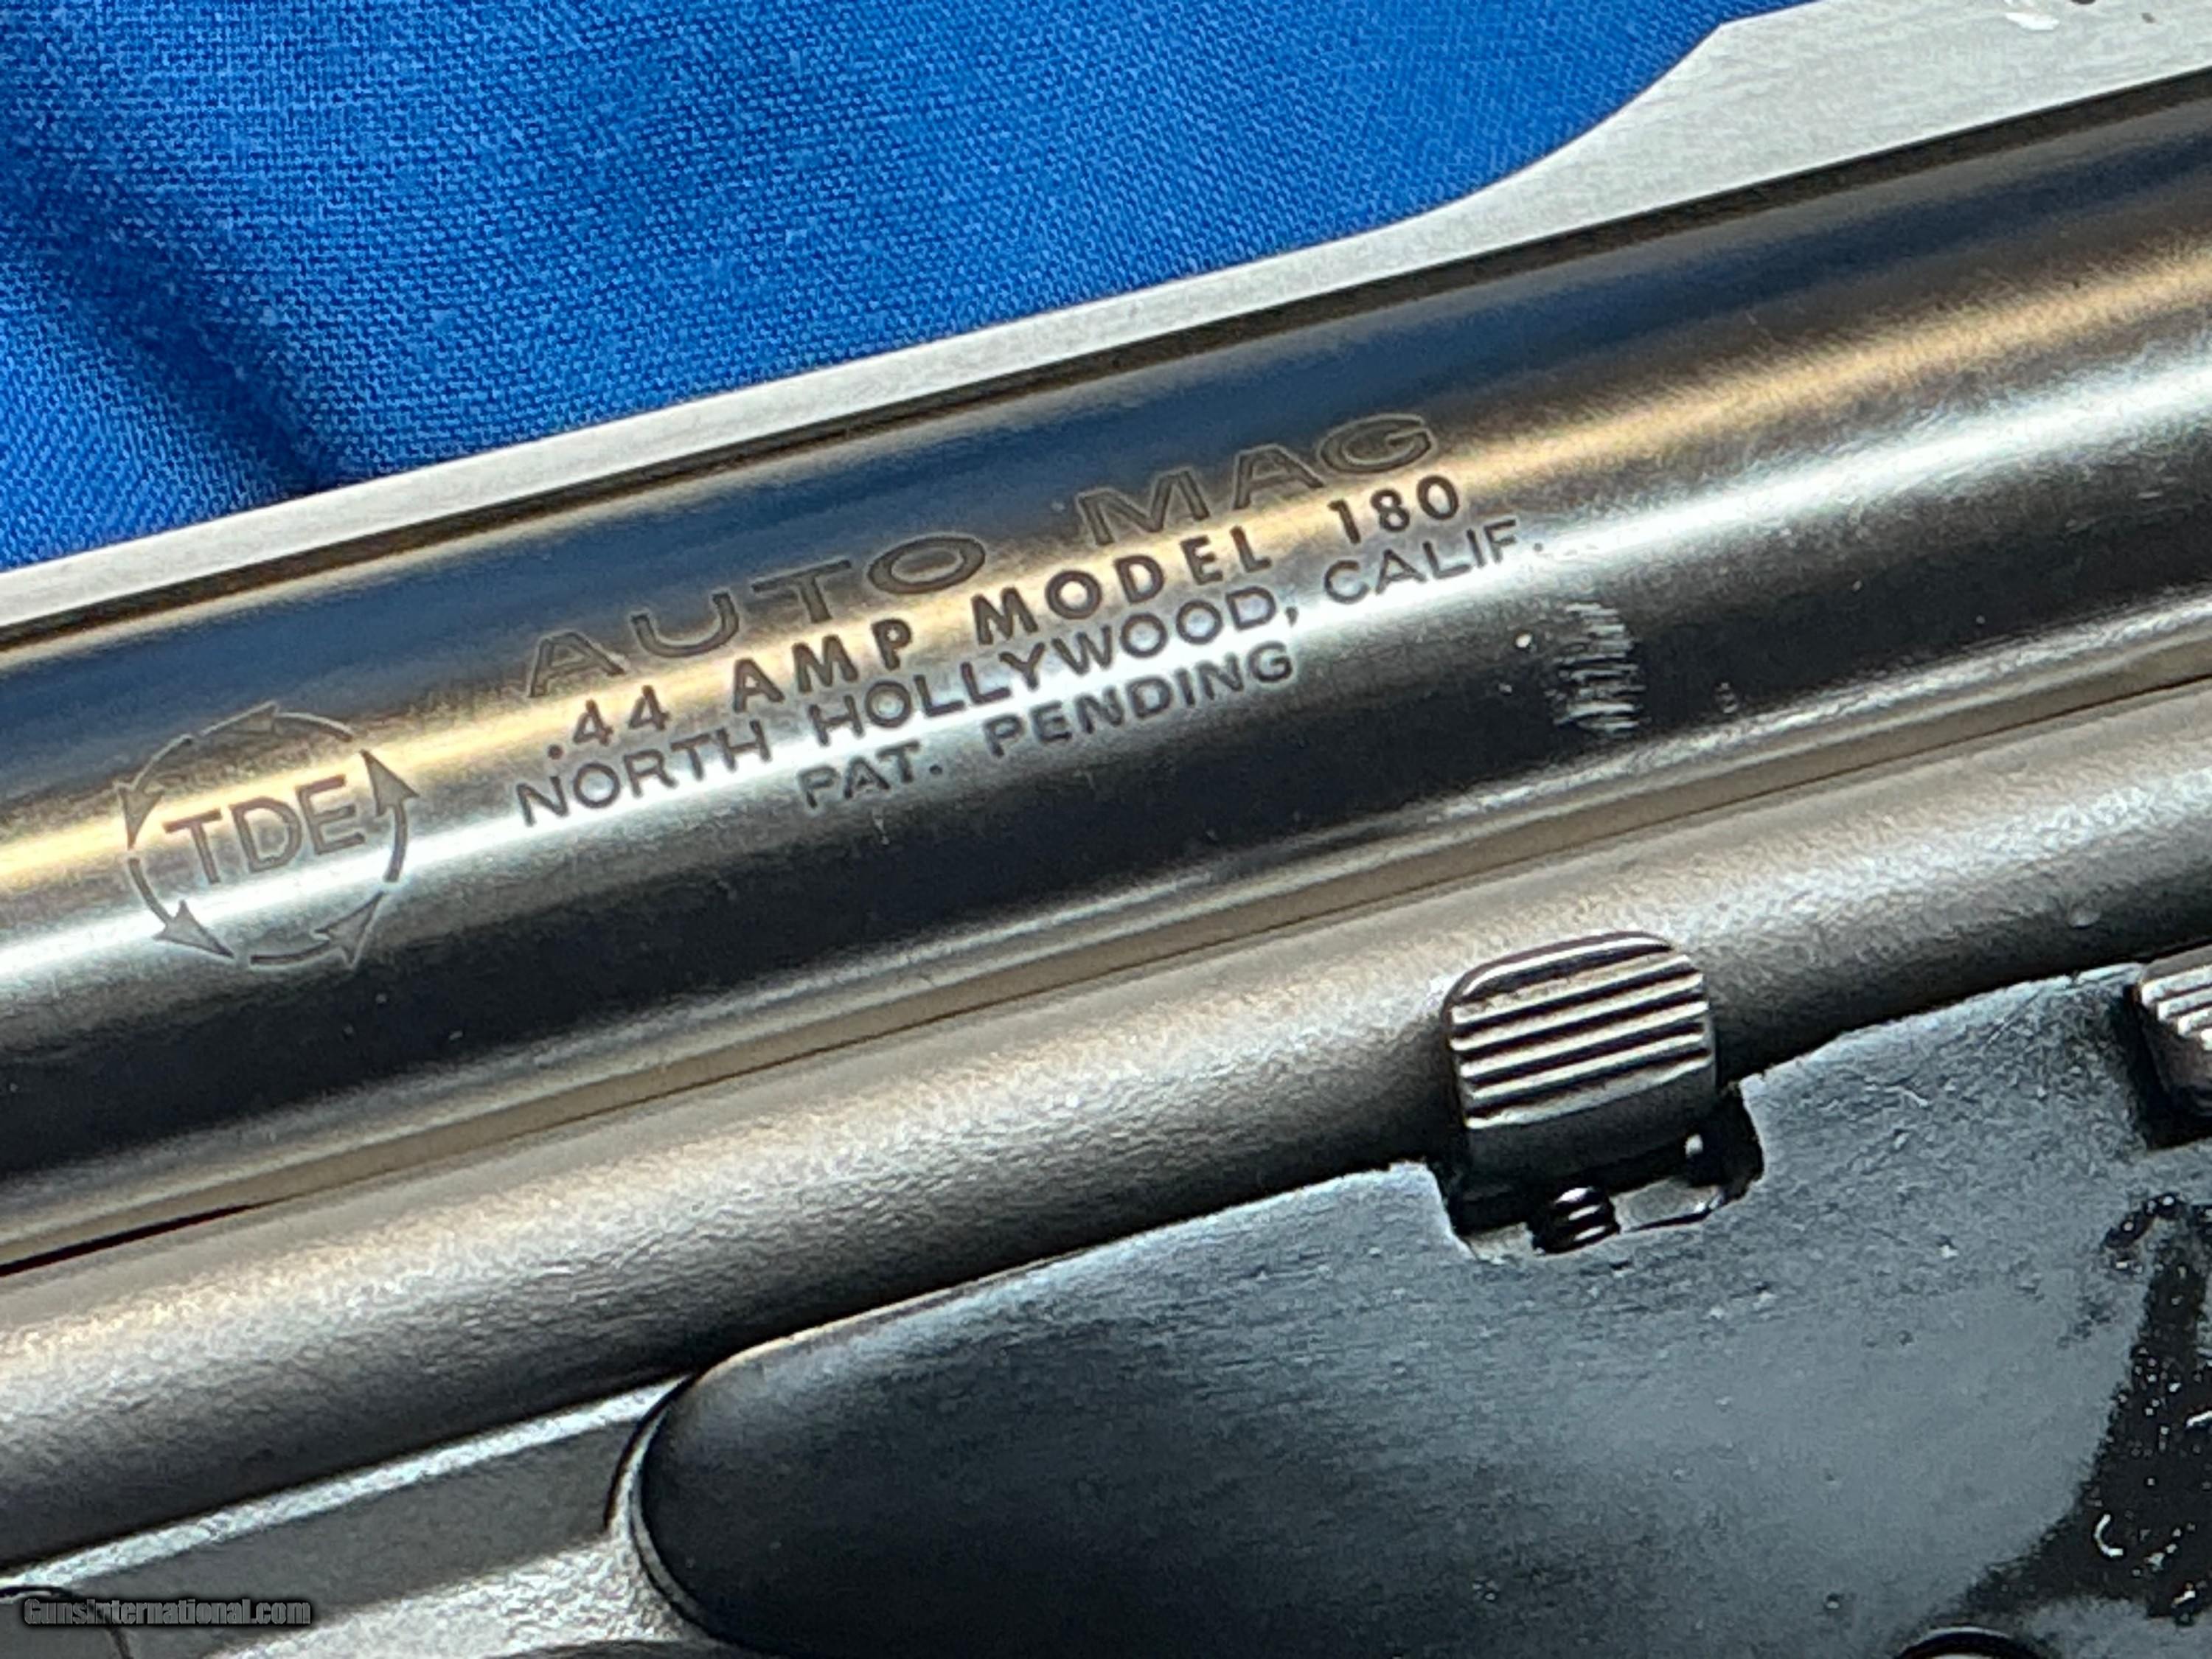 AUTO MAG
.44 AMP MODEL 180
NORTH HOLLYWOOD, CALIF.
PAT. PENDING
TDE
GunsInternational.com